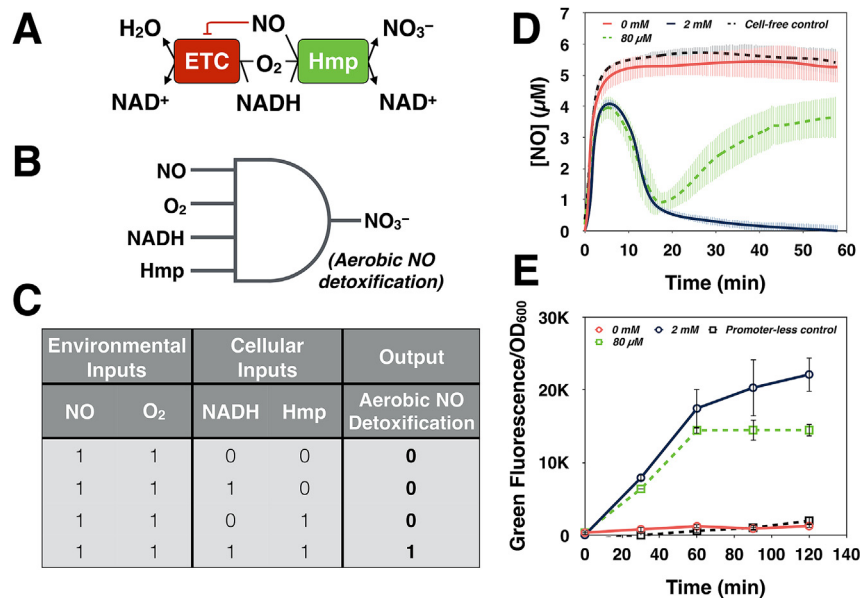 A
NO
H₂O
NO₃⁻
ETC
O₂
Hmp
NAD⁺
NADH
NAD⁺
B
NO
O₂
NADH
Hmp
NO₃⁻
(Aerobic NO
detoxification)
C
Environmental
Inputs
Cellular
Inputs
Output
NO
O₂
NADH
Hmp
Aerobic NO
Detoxification
1 1 0 0 0
1 1 1 0 0
1 1 0 1 0
1 1 1 1 1
D
0 mM
2 mM
Cell-free control
80 µM
[NO] (µM)
7
6
5
4
3
2
1
0
0 10 20 30 40 50 60
Time (min)
E
0 mM
2 mM
Promoter-less control
80 µM
Green Fluorescence/OD₆₀₀
30K
20K
10K
0
0 20 40 60 80 100 120 140
Time (min)